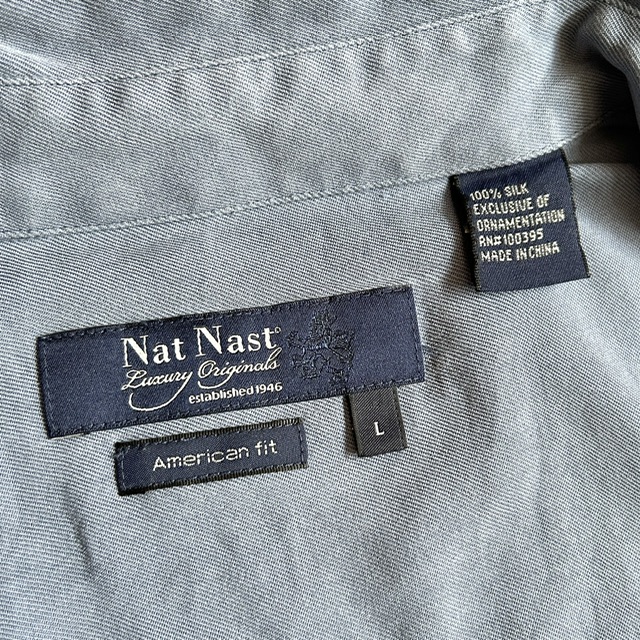 100% SILK
EXCLUSIVE OF
ORNAMENTATION
RN#100395
MADE IN CHINA
Nat Nast
Luxury Originals
established 1946
L
American fit